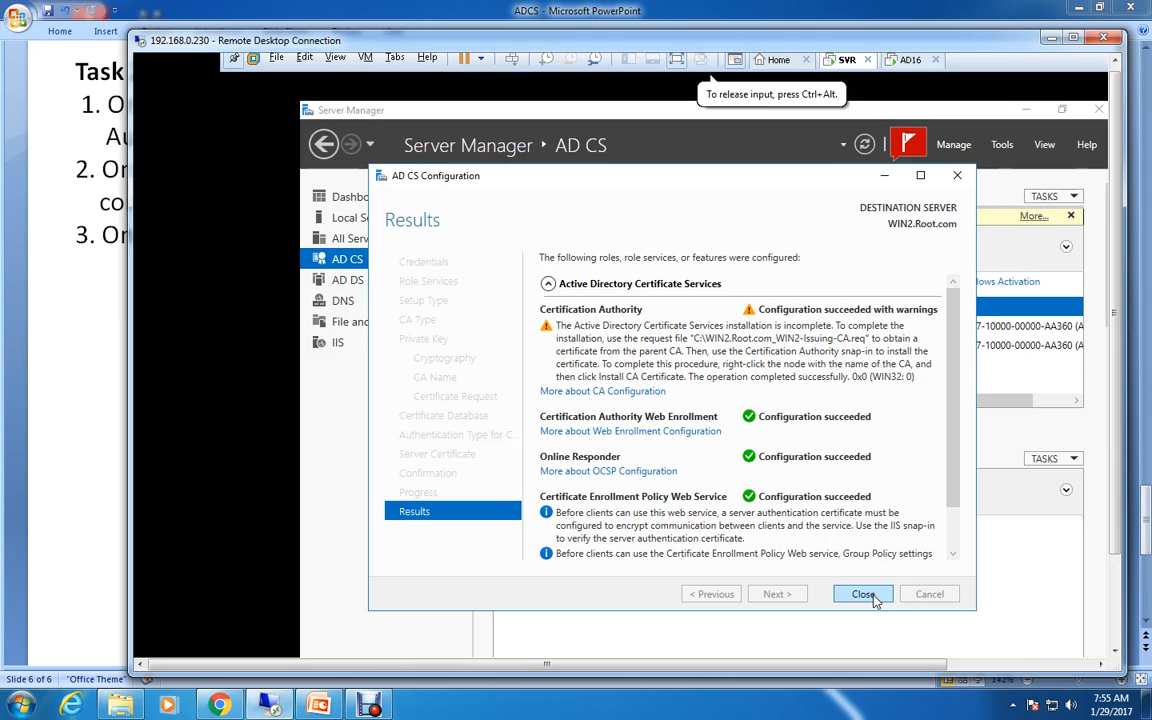 ADCS - Microsoft PowerPoint
Home Insert
192.168.0.230 - Remote Desktop Connection
File Edit View VM Tabs Help
Home SVR AD16
To release input, press Ctrl+Alt.
Task
1. O
Au
2. On
co
3. On
Server Manager
Server Manager AD CS
Manage Tools View Help
Dashbo
Local Se
All Serv
AD CS
AD DS
DNS
File and
IIS
TASKS
More...
ows Activation
7-10000-00000-AA360 (A
7-10000-00000-AA360 (A
TASKS
AD CS Configuration
Results
DESTINATION SERVER
WIN2.Root.com
Credentials
Role Services
Setup Type
CA Type
Private Key
Cryptography
CA Name
Certificate Request
Certificate Database
Authentication Type for C...
Server Certificate
Confirmation
Progress
Results
The following roles, role services, or features were configured:
Active Directory Certificate Services
Certification Authority Configuration succeeded with warnings
The Active Directory Certificate Services installation is incomplete. To complete the
installation, use the request file "C:\WIN2.Root.com_WIN2-Issuing-CA.req" to obtain a
certificate from the parent CA. Then, use the Certification Authority snap-in to install the
certificate. To complete this procedure, right-click the node with the name of the CA, and
then click Install CA Certificate. The operation completed successfully. 0x0 (WIN32: 0)
More about CA Configuration
Certification Authority Web Enrollment Configuration succeeded
More about Web Enrollment Configuration
Online Responder Configuration succeeded
More about OCSP Configuration
Certificate Enrollment Policy Web Service Configuration succeeded
Before clients can use this web service, a server authentication certificate must be
configured to encrypt communication between clients and the service. Use the IIS snap-in
to verify the server authentication certificate.
Before clients can use the Certificate Enrollment Policy Web service, Group Policy settings
< Previous Next > Close Cancel
Slide 6 of 6 "Office Theme"
142%
7:55 AM
1/29/2017